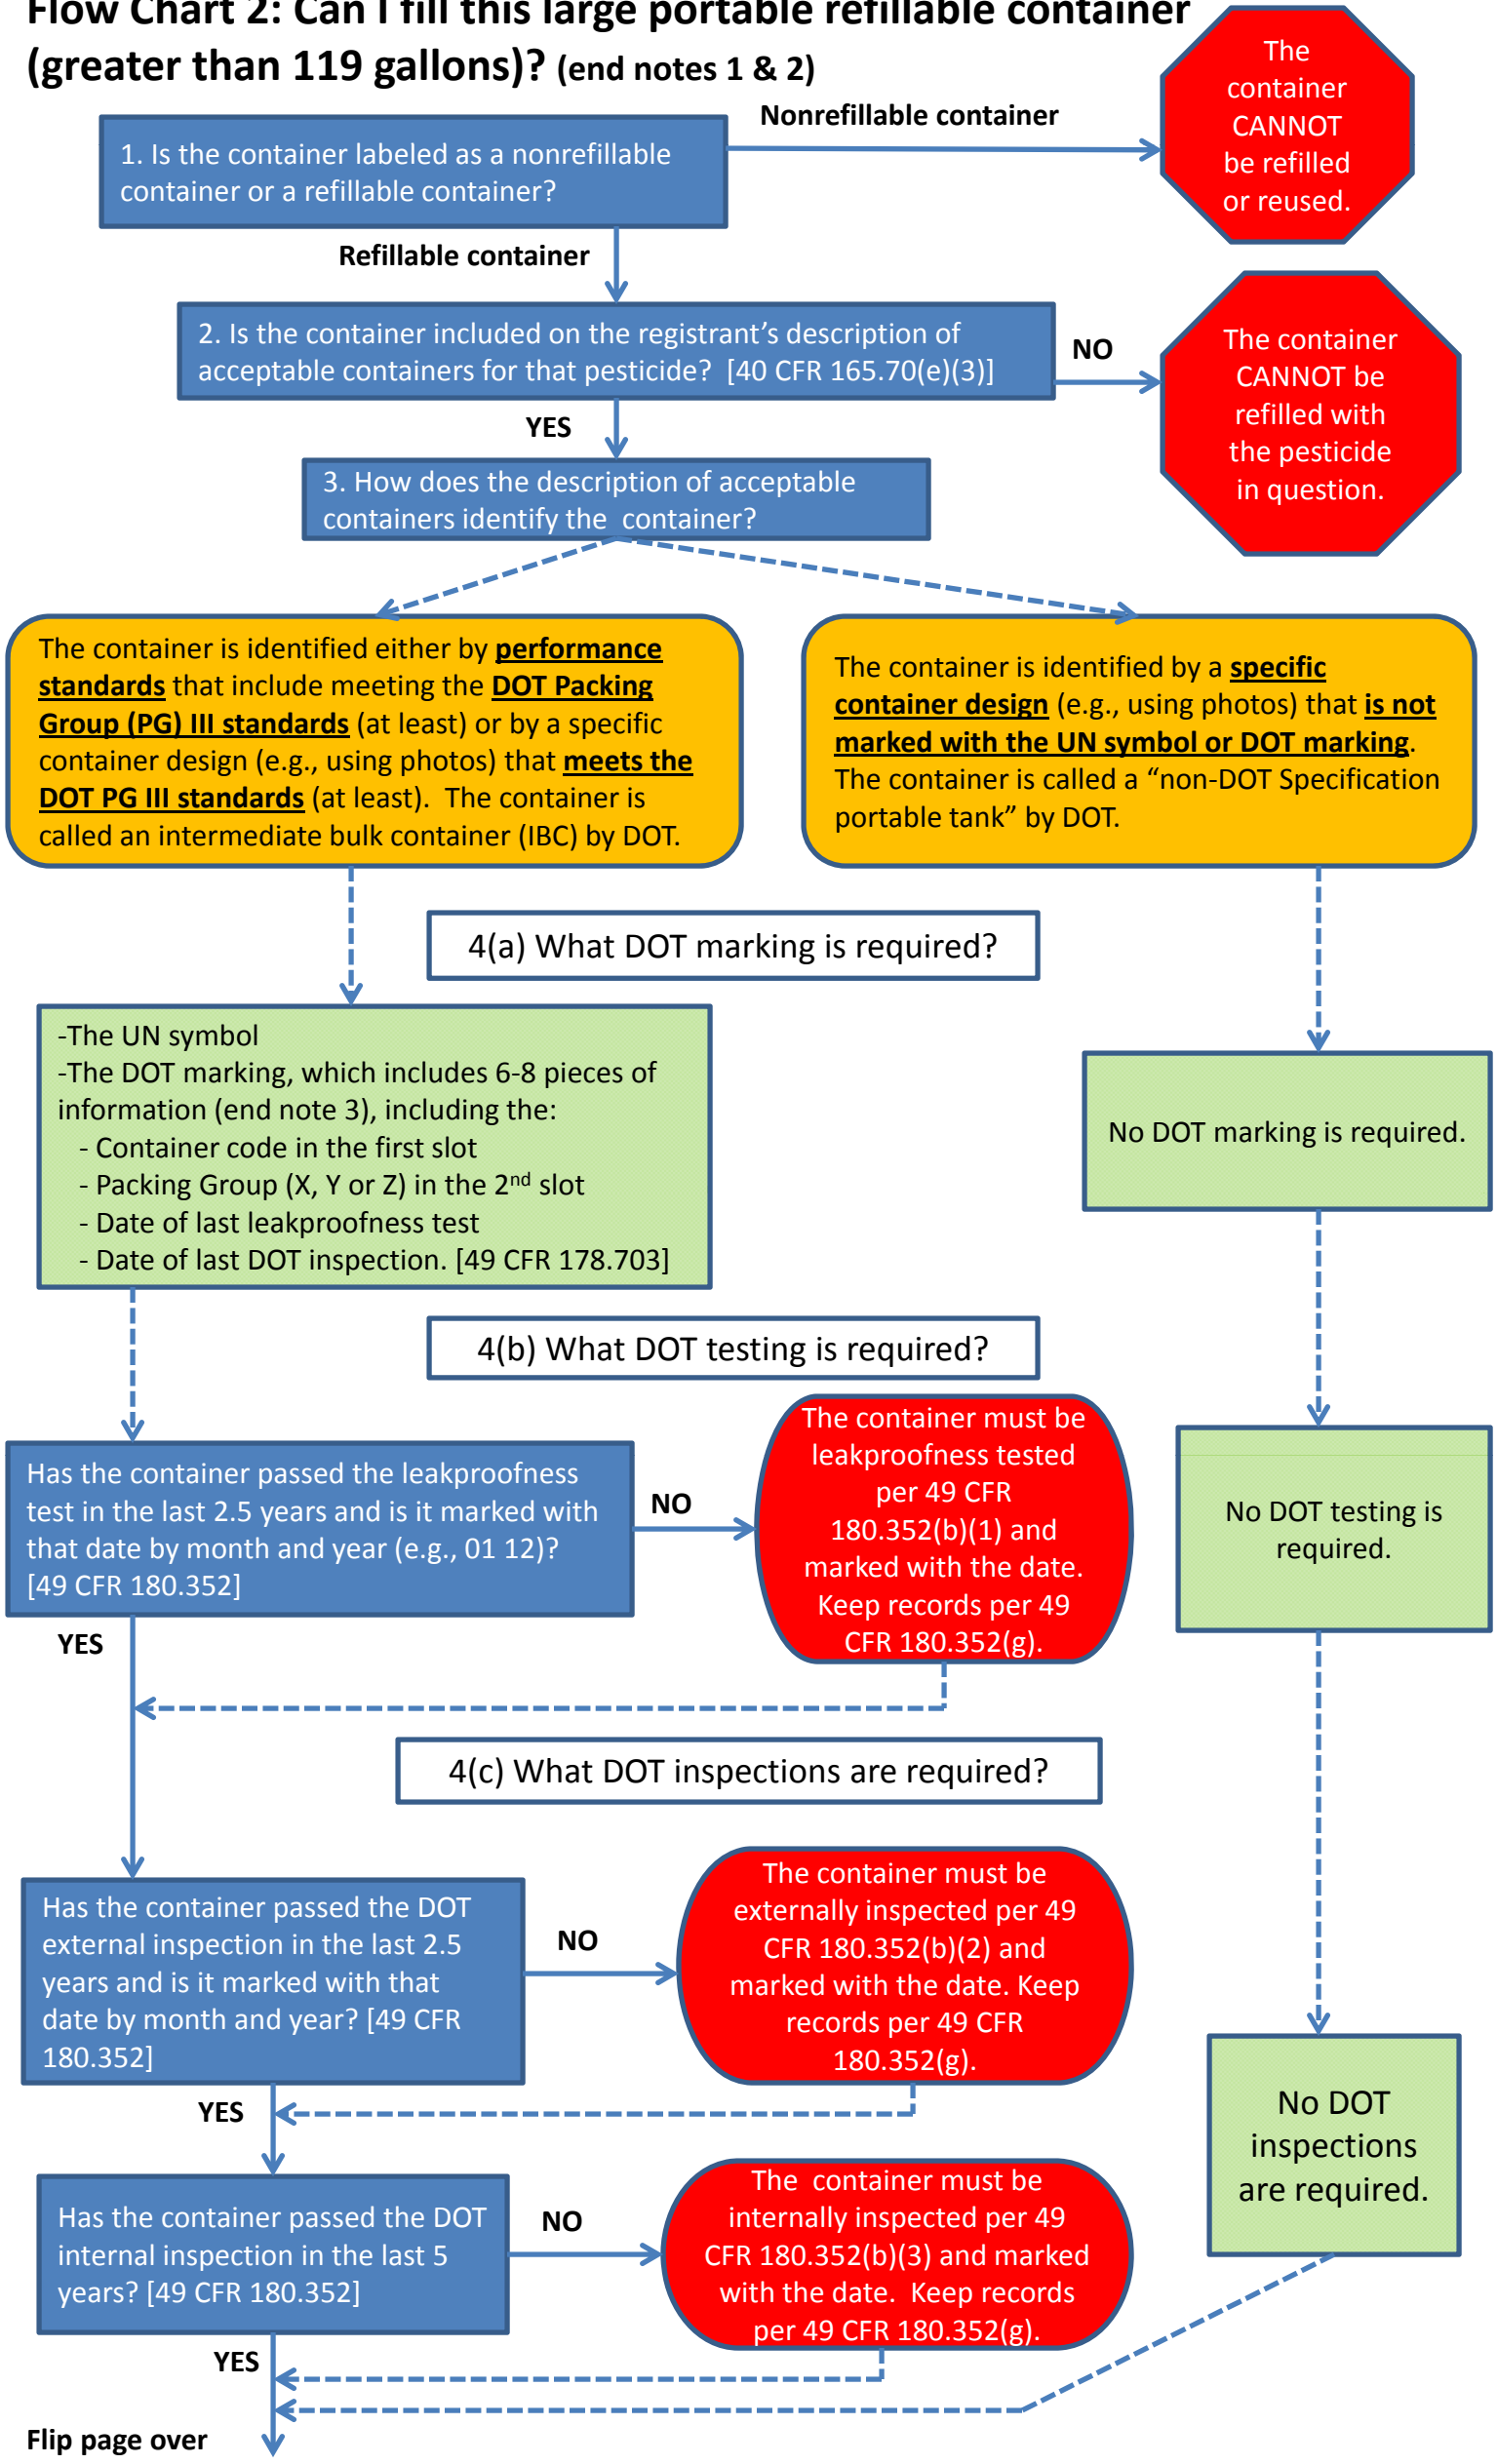 Flow Chart 2: Can I fill this large portable refillable container
(greater than 119 gallons)? (end notes 1 & 2)
The
container
CANNOT
be refilled
or reused.
Nonrefillable container
1. Is the container labeled as a nonrefillable
container or a refillable container?
Refillable container
2. Is the container included on the registrant's description of
acceptable containers for that pesticide? [40 CFR 165.70(e)(3)]
NO
The container
CANNOT be
refilled with
the pesticide
in question.
YES
3. How does the description of acceptable
containers identify the container?
The container is identified either by performance
standards that include meeting the DOT Packing
Group (PG) III standards (at least) or by a specific
container design (e.g., using photos) that meets the
DOT PG III standards (at least). The container is
called an intermediate bulk container (IBC) by DOT.
The container is identified by a specific
container design (e.g., using photos) that is not
marked with the UN symbol or DOT marking.
The container is called a “non-DOT Specification
portable tank” by DOT.
4(a) What DOT marking is required?
-The UN symbol
-The DOT marking, which includes 6-8 pieces of
information (end note 3), including the:
- Container code in the first slot
- Packing Group (X, Y or Z) in the 2nd slot
- Date of last leakproofness test
- Date of last DOT inspection. [49 CFR 178.703]
No DOT marking is required.
4(b) What DOT testing is required?
Has the container passed the leakproofness
test in the last 2.5 years and is it marked with
that date by month and year (e.g., 01 12)?
[49 CFR 180.352]
NO
The container must be
leakproofness tested
per 49 CFR
180.352(b)(1) and
marked with the date.
Keep records per 49
CFR 180.352(g).
No DOT testing is
required.
YES
4(c) What DOT inspections are required?
Has the container passed the DOT
external inspection in the last 2.5
years and is it marked with that
date by month and year? [49 CFR
180.352]
NO
The container must be
externally inspected per 49
CFR 180.352(b)(2) and
marked with the date. Keep
records per 49 CFR
180.352(g).
No DOT
inspections
are required.
YES
Has the container passed the DOT
internal inspection in the last 5
years? [49 CFR 180.352]
NO
The container must be
internally inspected per 49
CFR 180.352(b)(3) and marked
with the date. Keep records
per 49 CFR 180.352(g).
YES
Flip page over